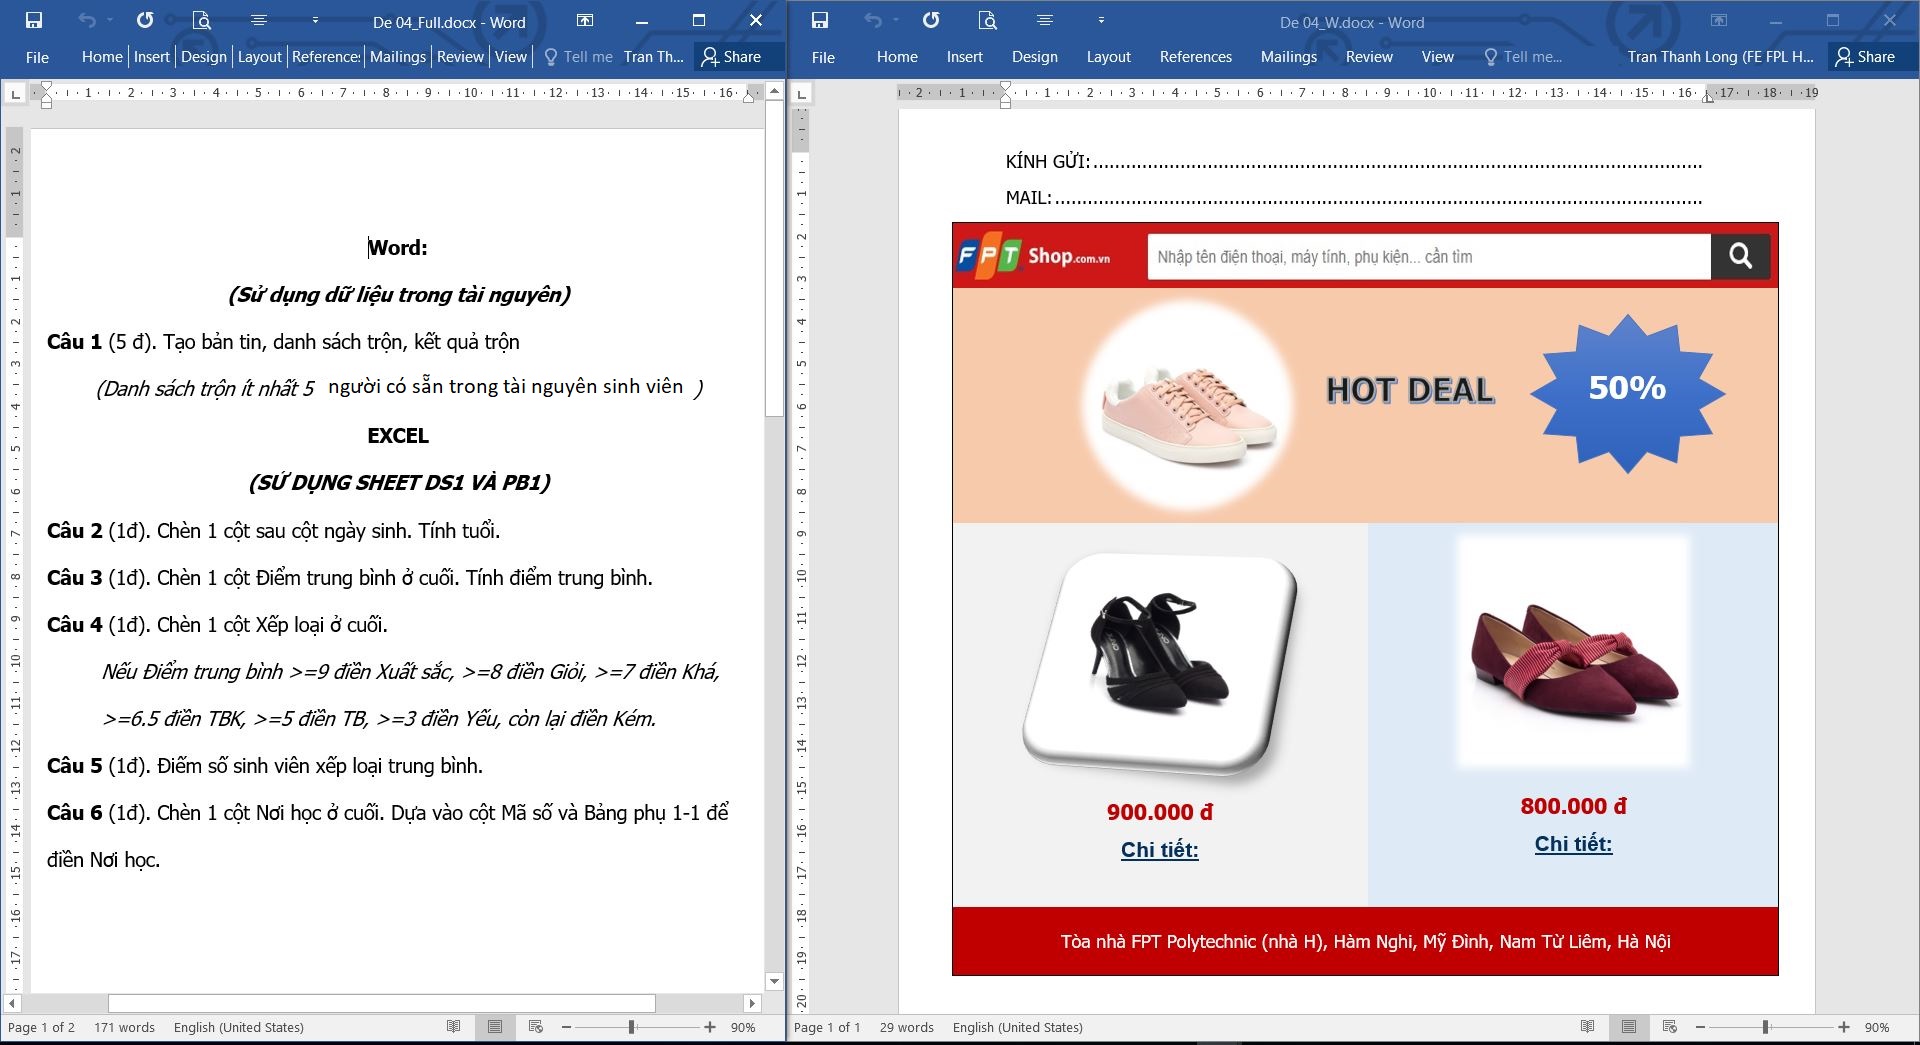 De 04_Full.docx - Word
File Home Insert Design Layout References Mailings Review View Tell me Tran Th... Share
Word:
(Sử dụng dữ liệu trong tài nguyên)
Câu 1 (5 đ). Tạo bản tin, danh sách trộn, kết quả trộn
(Danh sách trộn ít nhất 5 người có sẵn trong tài nguyên sinh viên )
EXCEL
(SỬ DỤNG SHEET DS1 VÀ PB1)
Câu 2 (1đ). Chèn 1 cột sau cột ngày sinh. Tính tuổi.
Câu 3 (1đ). Chèn 1 cột Điểm trung bình ở cuối. Tính điểm trung bình.
Câu 4 (1đ). Chèn 1 cột Xếp loại ở cuối.
Nếu Điểm trung bình >=9 điền Xuất sắc, >=8 điền Giỏi, >=7 điền Khá,
>=6.5 điền TBK, >=5 điền TB, >=3 điền Yếu, còn lại điền Kém.
Câu 5 (1đ). Đếm số sinh viên xếp loại trung bình.
Câu 6 (1đ). Chèn 1 cột Nơi học ở cuối. Dựa vào cột Mã số và Bảng phụ 1-1 để
điền Nơi học.
Page 1 of 2 171 words English (United States) 90%
De 04_W.docx - Word
File Home Insert Design Layout References Mailings Review View Tell me... Tran Thanh Long (FE FPL H... Share
KÍNH GỬI:
MAIL:
FPT Shop.com.vn Nhập tên điện thoại, máy tính, phụ kiện... cần tìm
HOT DEAL
50%
900.000 đ
Chi tiết:
800.000 đ
Chi tiết:
Tòa nhà FPT Polytechnic (nhà H), Hàm Nghi, Mỹ Đình, Nam Từ Liêm, Hà Nội
Page 1 of 1 29 words English (United States) 90%